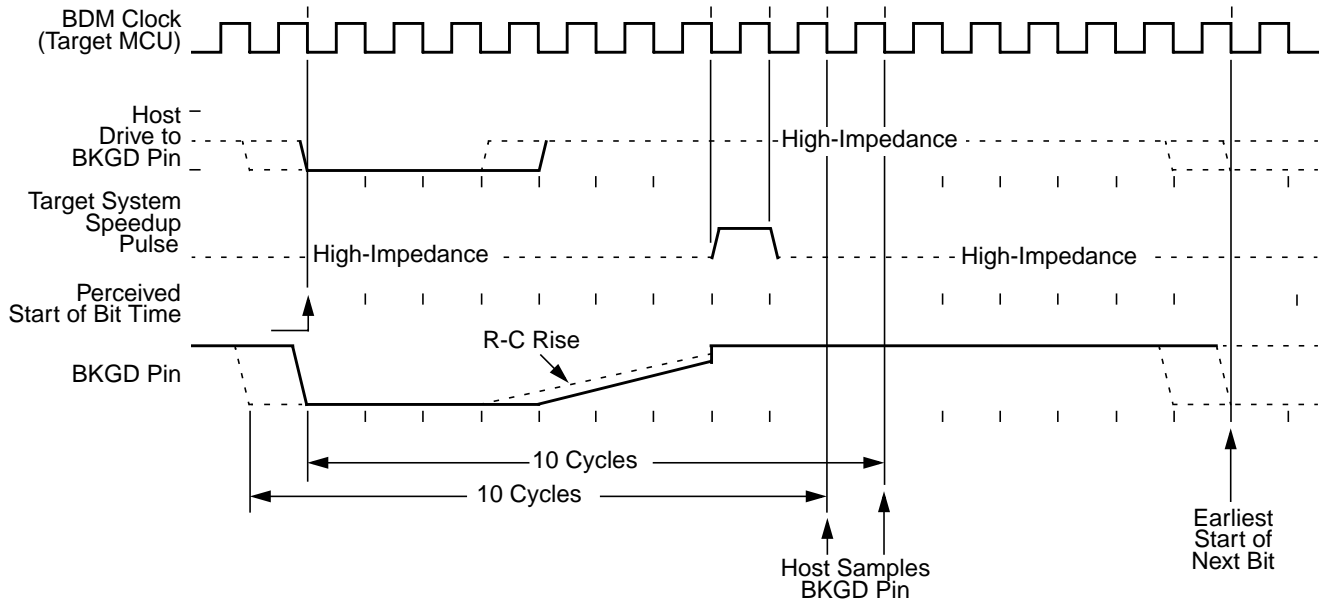 BDM Clock
(Target MCU)
Host
Drive to
BKGD Pin
High-Impedance
Target System
Speedup
Pulse
High-Impedance
High-Impedance
Perceived
Start of Bit Time
R-C Rise
BKGD Pin
10 Cycles
10 Cycles
Host Samples
BKGD Pin
Earliest
Start of
Next Bit